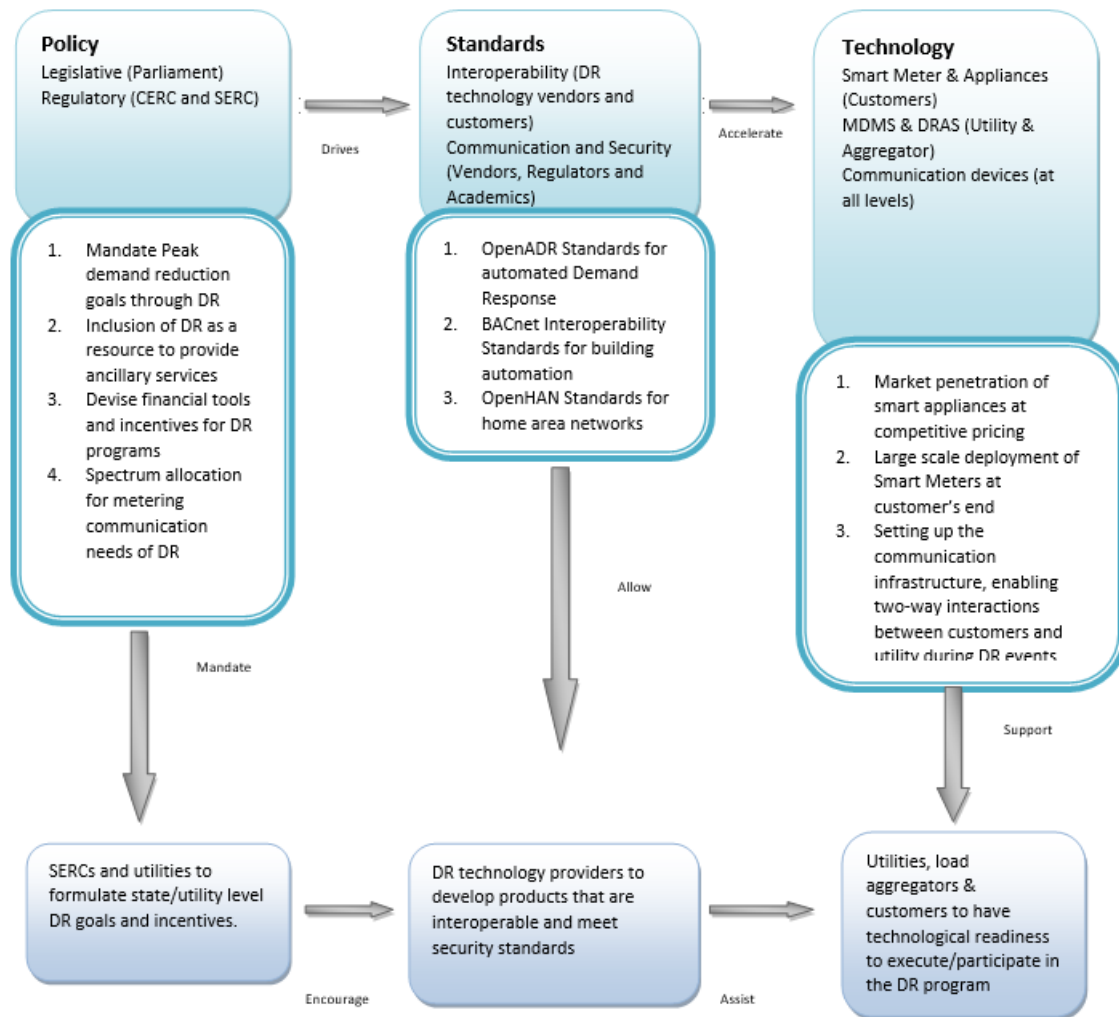 Policy
Legislative (Parliament)
Regulatory (CERC and SERC)
Drives
Standards
Interoperability (DR
technology vendors and
customers)
Communication and Security
(Vendors, Regulators and
Academics)
Accelerate
Technology
Smart Meter & Appliances
(Customers)
MDMS & DRAS (Utility &
Aggregator)
Communication devices (at
all levels)
1. Mandate Peak
demand reduction
goals through DR
2. Inclusion of DR as a
resource to provide
ancillary services
3. Devise financial tools
and incentives for DR
programs
4. Spectrum allocation
for metering
communication
needs of DR
1. OpenADR Standards for
automated Demand
Response
2. BACnet Interoperability
Standards for building
automation
3. OpenHAN Standards for
home area networks
1. Market penetration of
smart appliances at
competitive pricing
2. Large scale deployment of
Smart Meters at
customer's end
3. Setting up the
communication
infrastructure, enabling
two-way interactions
between customers and
utility during DR events
Mandate
Allow
Support
SERCs and utilities to
formulate state/utility level
DR goals and incentives.
Encourage
DR technology providers to
develop products that are
interoperable and meet
security standards
Assist
Utilities, load
aggregators &
customers to have
technological readiness
to execute/participate in
the DR program